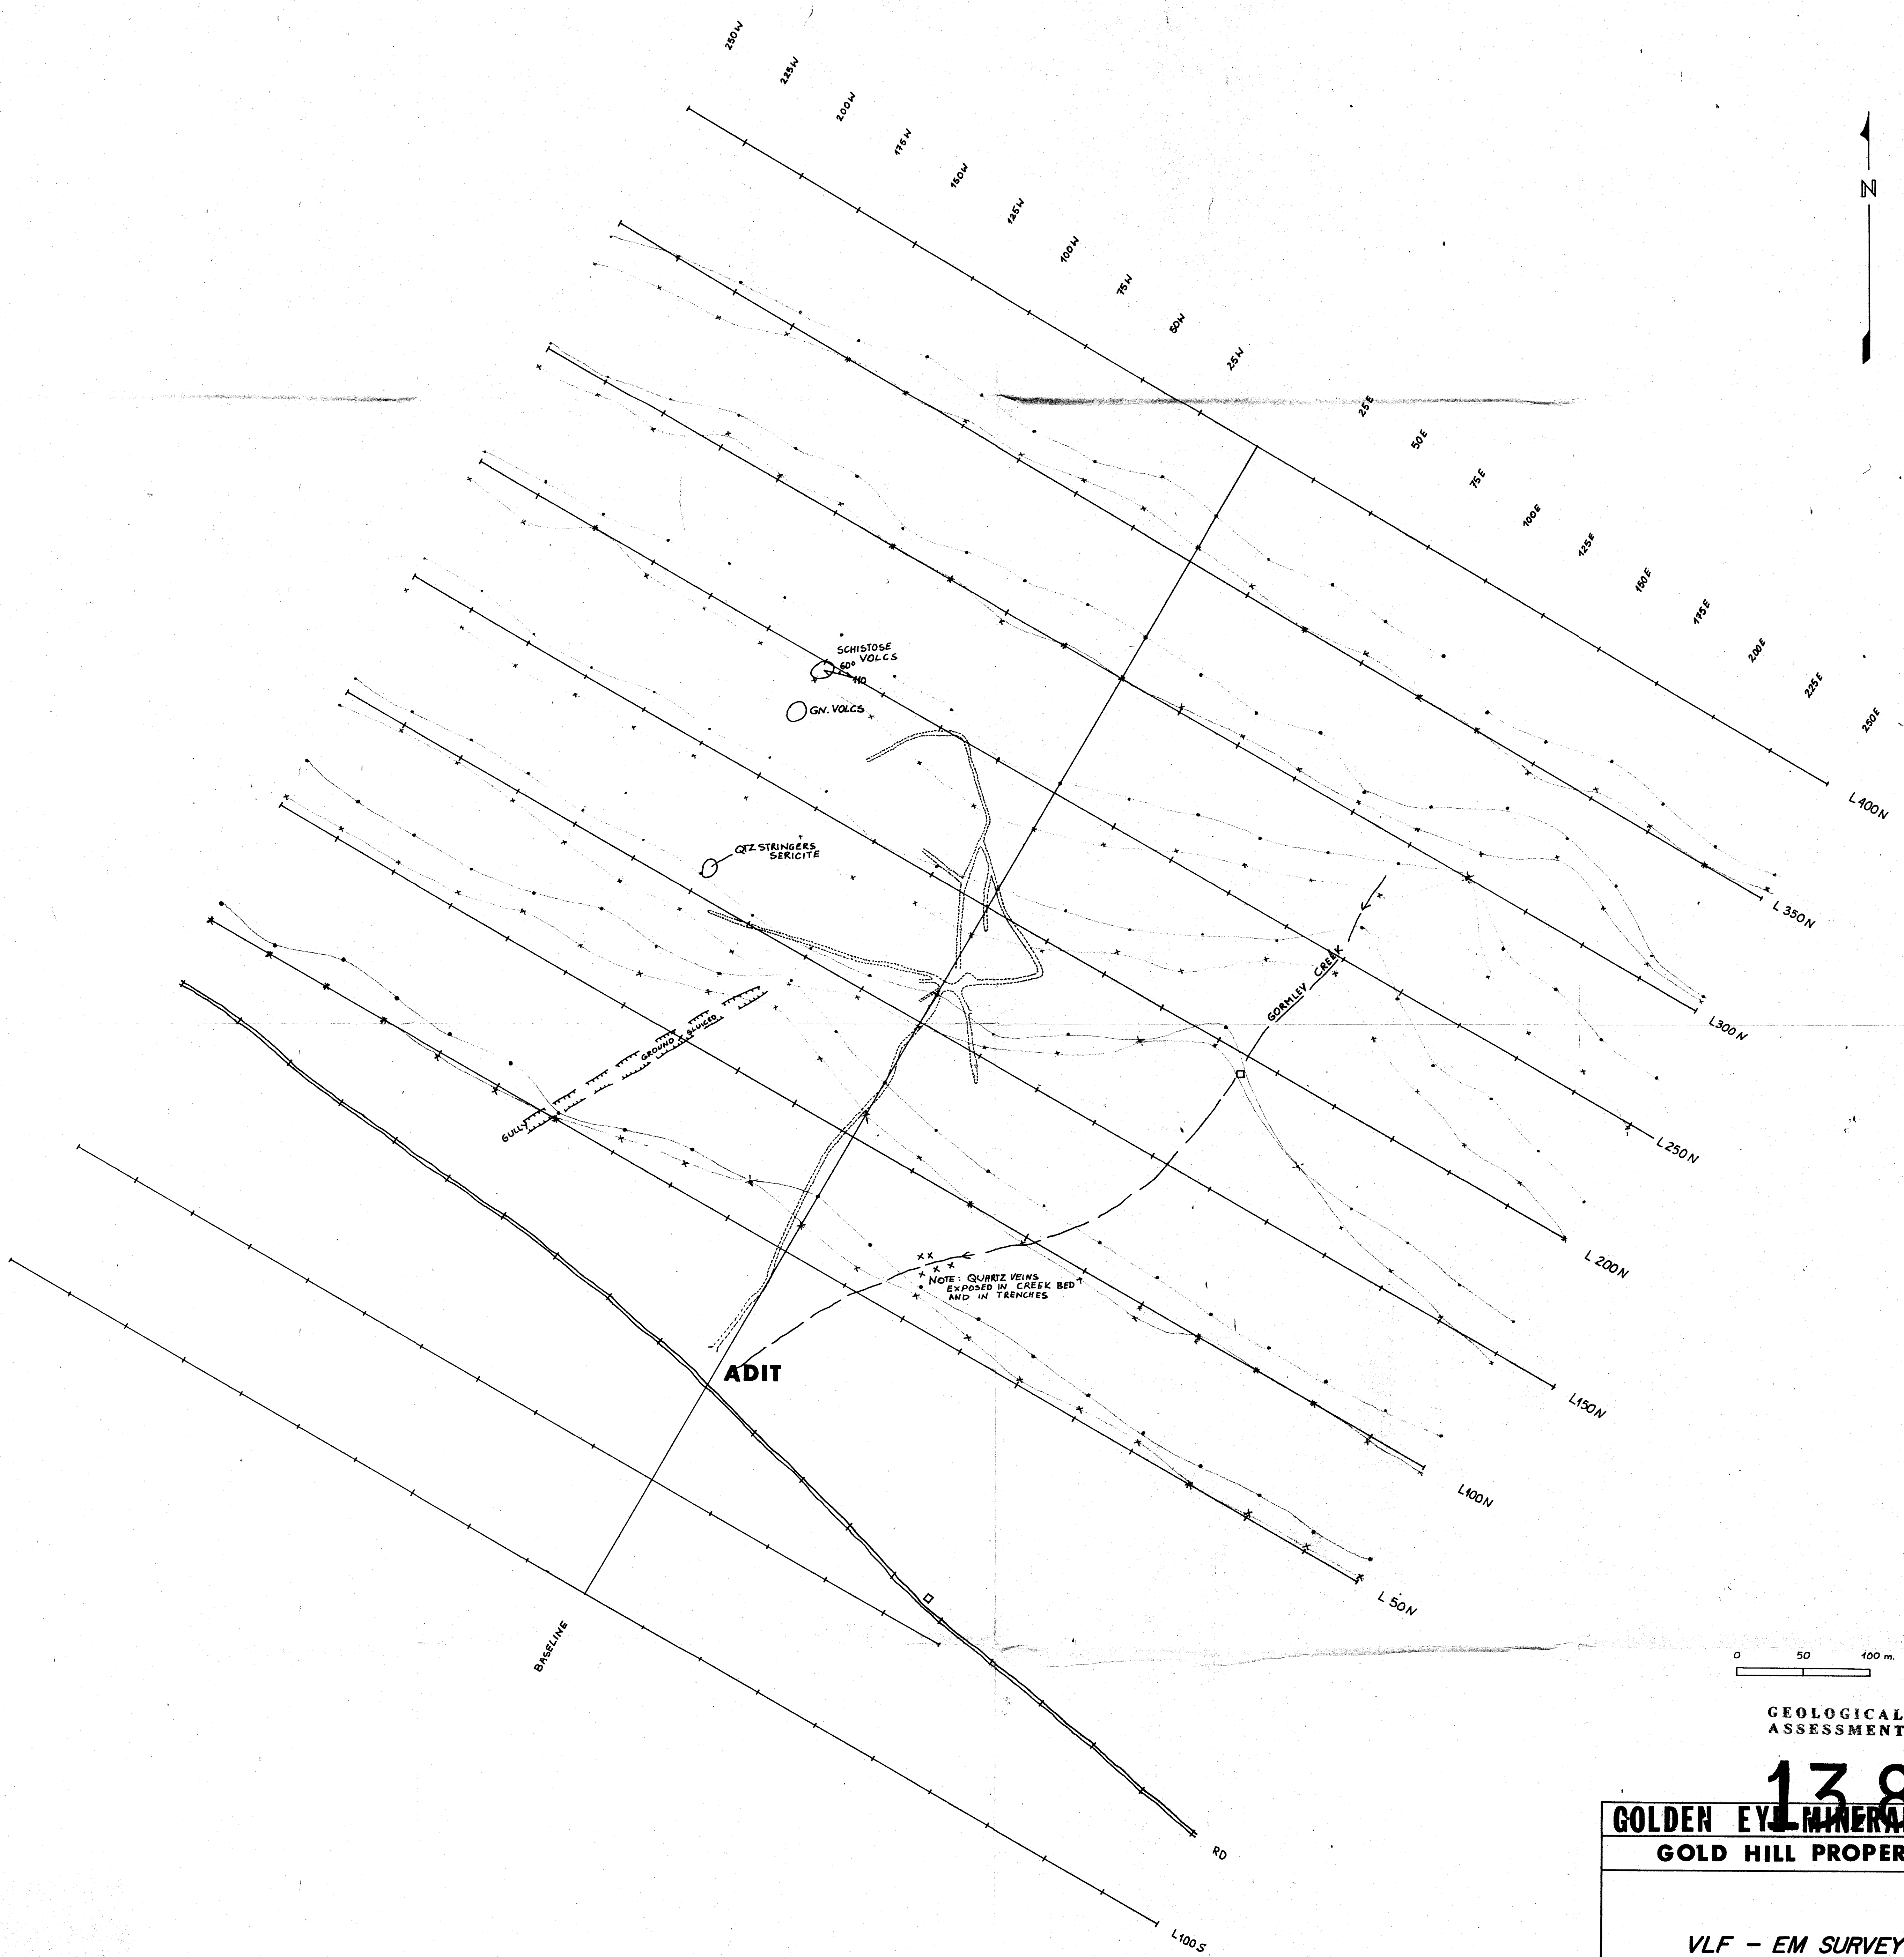 250W
225W
200W
175W
150W
125W
100W
75W
50W
25W
25E
50E
75E
100E
125E
150E
175E
200E
225E
250E
N
SCHISTOSE
VOLCS
60°
110
GN. VOLCS
QTZ STRINGERS
SERICITE
GROUND SLUICED
GULLY
GORMLEY CREEK
NOTE: QUARTZ VEINS
EXPOSED IN CREEK BED
AND IN TRENCHES
ADIT
BASELINE
RD
L400N
L350N
L300N
L250N
L200N
L150N
L100N
L50N
L100S
0 50 100 m.
GEOLOGICAL
ASSESSMENT
13,8
GOLDEN EYE MINERA
GOLD HILL PROPER
VLF - EM SURVEY